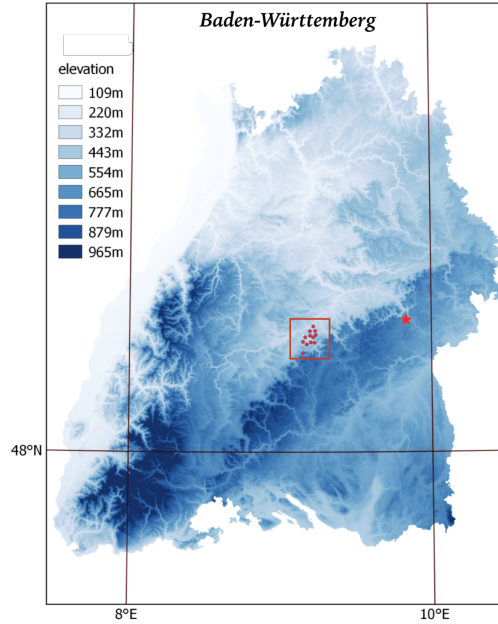 Baden-Württemberg
elevation
109m
220m
332m
443m
554m
665m
777m
879m
965m
48°N
8°E
10°E